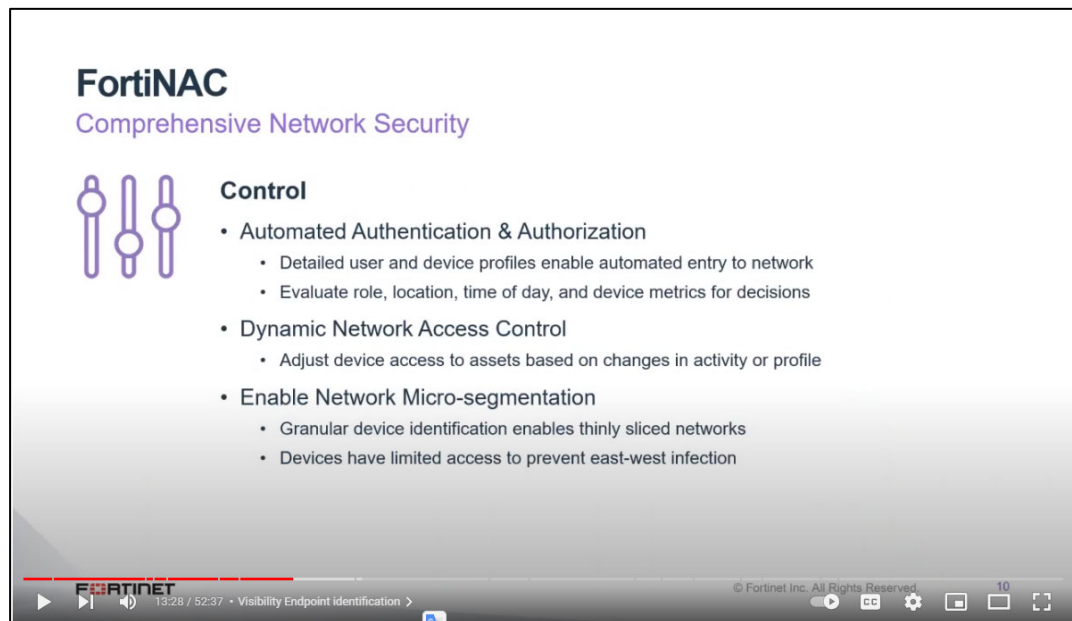 FortiNAC
Comprehensive Network Security
Control
• Automated Authentication & Authorization
• Detailed user and device profiles enable automated entry to network
• Evaluate role, location, time of day, and device metrics for decisions
• Dynamic Network Access Control
• Adjust device access to assets based on changes in activity or profile
• Enable Network Micro-segmentation
• Granular device identification enables thinly sliced networks
• Devices have limited access to prevent east-west infection
FORTINET
© Fortinet Inc. All Rights Reserved.
10
13:28 / 52:37 • Visibility Endpoint identification >
CC